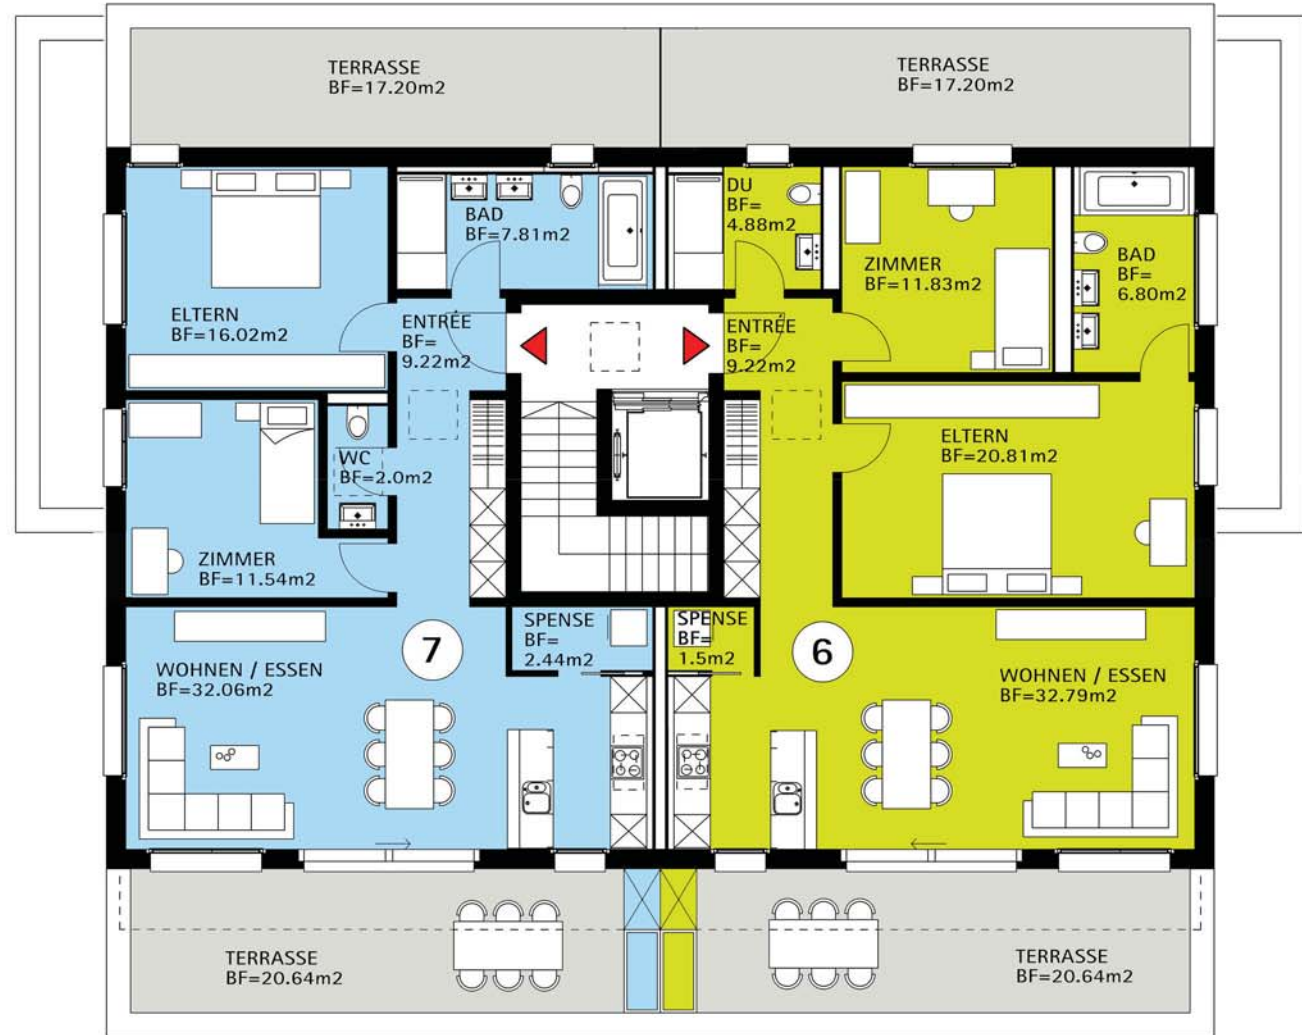 TERRASSE
BF=17.20m2
TERRASSE
BF=17.20m2
BAD
BF=7.81m2
DU
BF=
4.88m2
ZIMMER
BF=11.83m2
BAD
BF=
6.80m2
ELTERN
BF=16.02m2
ENTRÉE
BF=
9.22m2
ENTRÉE
BF=
9.22m2
WC
BF=2.0m2
ELTERN
BF=20.81m2
ZIMMER
BF=11.54m2
SPENSE
BF=
2.44m2
SPENSE
BF=
1.5m2
7
6
WOHNEN / ESSEN
BF=32.06m2
WOHNEN / ESSEN
BF=32.79m2
TERRASSE
BF=20.64m2
TERRASSE
BF=20.64m2